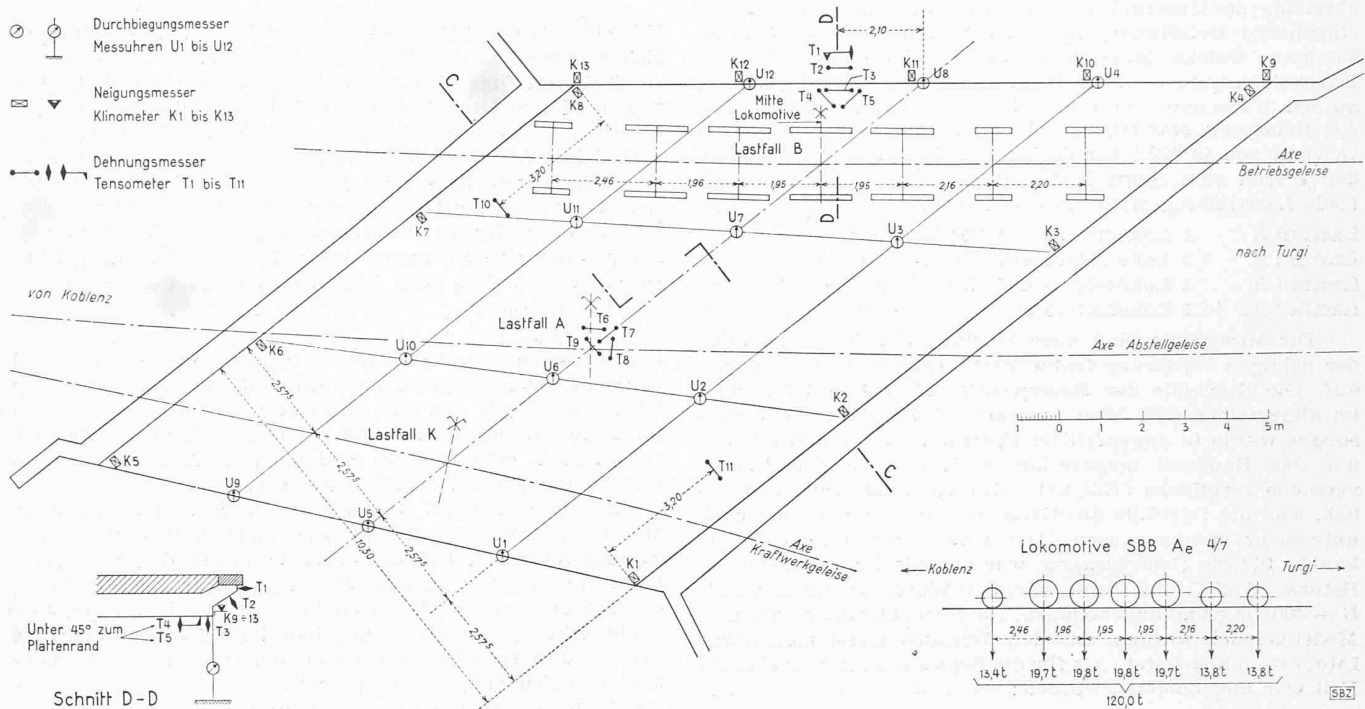 Durchbiegungsmesser
Messuhren U1 bis U12
Neigungsmesser
Klinometer K1 bis K13
Dehnungsmesser
Tensometer T1 bis T11
C
K13
K8
K12
U12
D
2,10
T1
T2
T3
T4
T5
K11
U8
K10
U4
K9
K4
Mitte
Lokomotive
Lastfall B
Axe
Betriebsgeleise
3,20
2,46
1,96
1,95
1,95
2,16
2,20
D
T10
K7
U11
U7
U3
K3
nach Turgi
von Koblenz
Lastfall A
T6
T7
T9
T8
Axe Abstellgeleise
K6
U10
U6
U2
K2
1 0 1 2 3 4 5 m
2,575
Lastfall K
C
K5
2,575
T11
U9
U5
3,20
10,30
2,575
U1
Axe
Kraftwerkgeleise
K1
2,575
T1
T2
K9÷13
T4
T3
T5
Unter 45° zum
Plattenrand
Schnitt D-D
Lokomotive SBB Ae 4/7
Koblenz
Turgi
2,46 1,96 1,95 1,95 2,16 2,20
13,4t 19,7t 19,8t 19,8t 19,7t 13,8t 13,8t
120,0t
SBZ